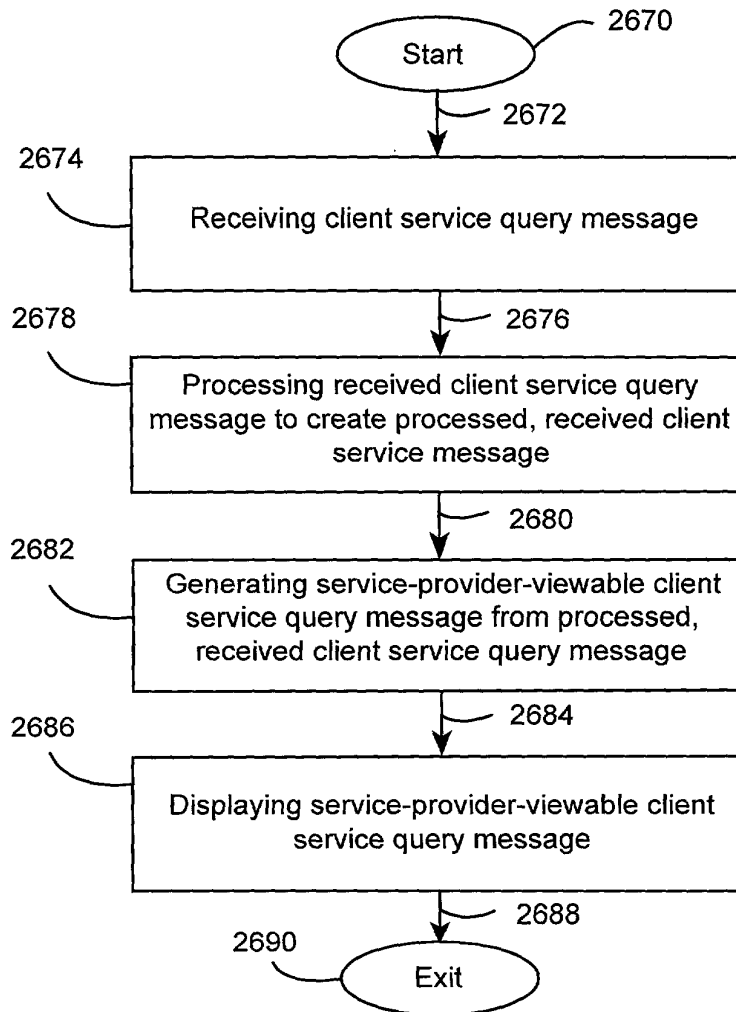 2670
Start
2672
2674
Receiving client service query message
2676
2678
Processing received client service query
message to create processed, received client
service message
2680
2682
Generating service-provider-viewable client
service query message from processed,
received client service query message
2684
2686
Displaying service-provider-viewable client
service query message
2688
2690
Exit